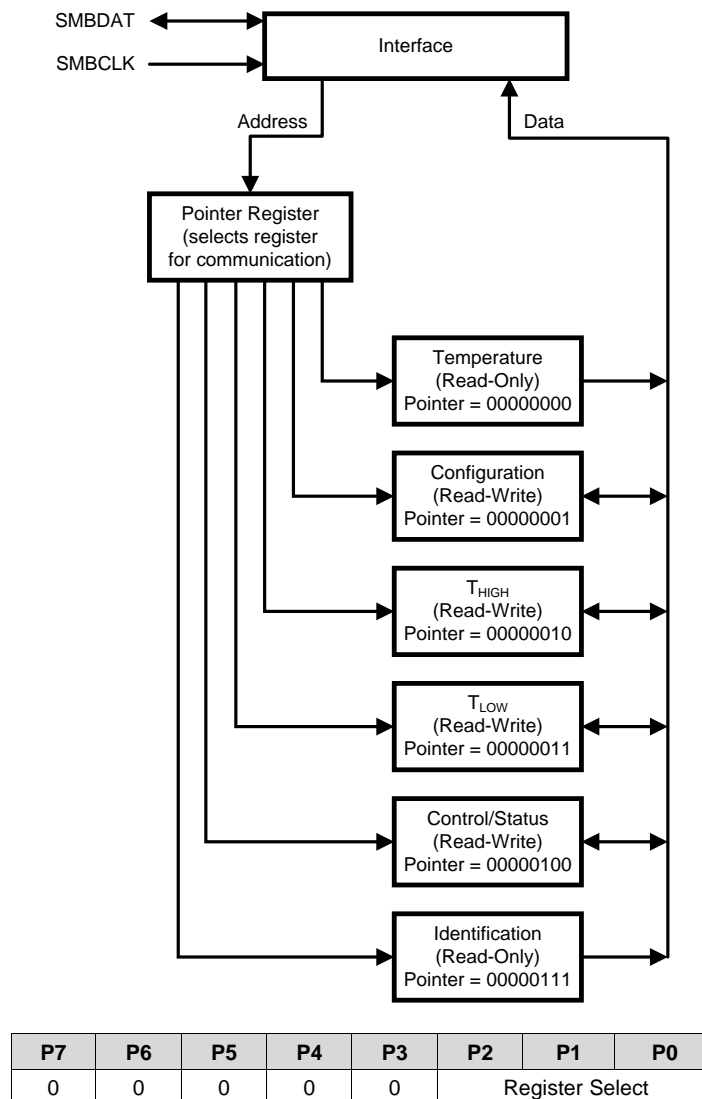 SMBDAT
Interface
SMBCLK
Address
Data
Pointer Register
(selects register
for communication)
Temperature
(Read-Only)
Pointer = 00000000
Configuration
(Read-Write)
Pointer = 00000001
THIGH
(Read-Write)
Pointer = 00000010
TLOW
(Read-Write)
Pointer = 00000011
Control/Status
(Read-Write)
Pointer = 00000100
Identification
(Read-Only)
Pointer = 00000111
P7 P6 P5 P4 P3 P2 P1 P0
0 0 0 0 0 Register Select